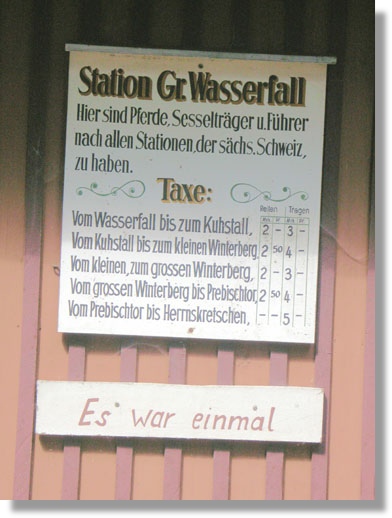 Station Gr. Wasserfall
Hier sind Pferde, Sesselträger u. Führer
nach allen Stationen, der sächs. Schweiz,
zu haben.
Taxe:
Reiten Tragen
Vom Wasserfall bis zum Kuhstall, 2 – 3 –
Vom Kuhstall bis zum kleinen Winterberg, 2 50 4 –
Vom kleinen, zum grossen Winterberg, 2 – 3 –
Vom grossen Winterberg bis Prebischtor, 2 50 4 –
Vom Prebischtor bis Herrnskretschen, – – 5 –
Es war einmal